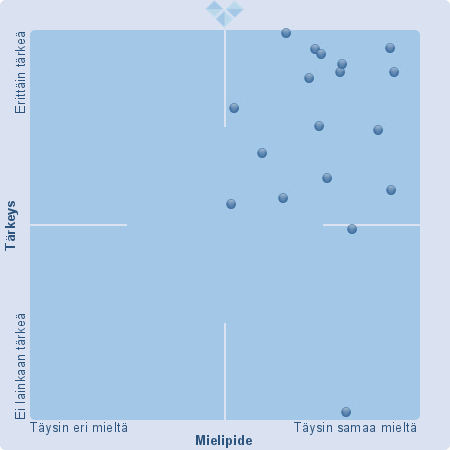 Erittäin tärkeä
Tärkeys
Ei lainkaan tärkeä
Täysin eri mieltä
Täysin samaa mieltä
Mielipide